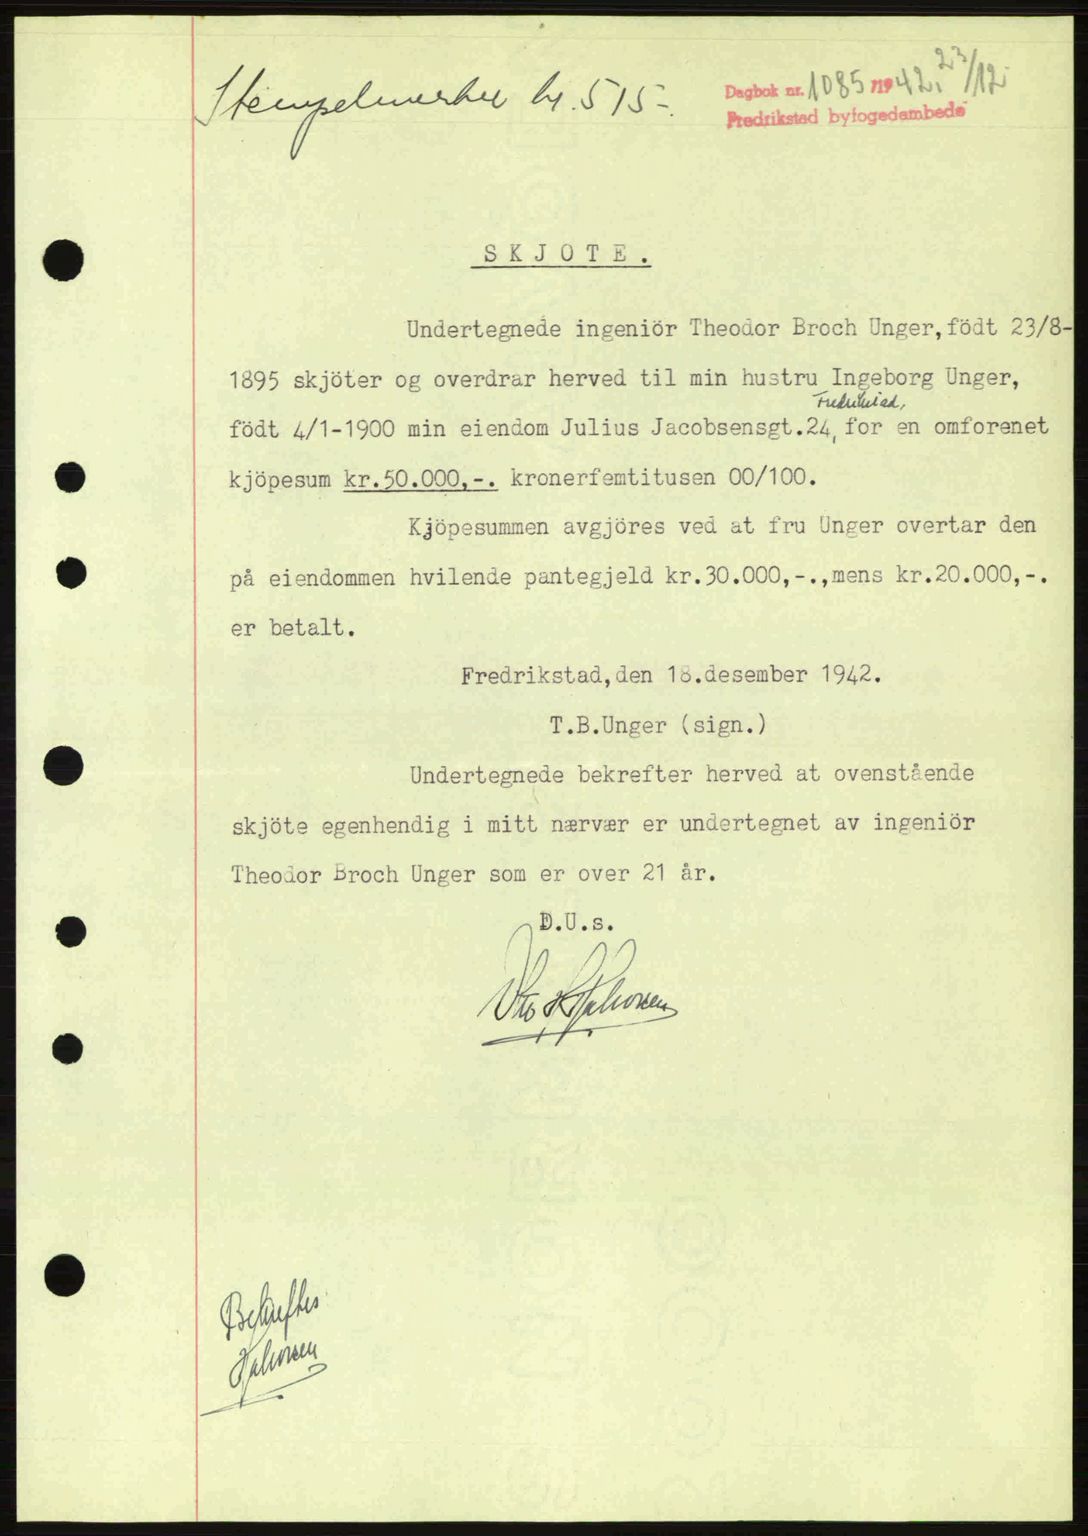 Stempelmerker kr. 515.-
Dagbok nr. 1085 1942. 23/12
Fredrikstad byfogedembede
SKJØTE.
Undertegnede ingeniör Theodor Broch Unger, födt 23/8-
1895 skjöter og overdrar herved til min hustru Ingeborg Unger,
Fredrikstad,
födt 4/1-1900 min eiendom Julius Jacobsensgt.24, for en omforenet
kjöpesum kr.50.000,-. kronerfemtitusen 00/100.
Kjöpesummen avgjöres ved at fru Unger overtar den
på eiendommen hvilende pantegjeld kr.30.000,-.,mens kr.20.000,-.
er betalt.
Fredrikstad,den 18.desember 1942.
T.B.Unger (sign.)
Undertegnede bekrefter herved at ovenstående
skjöte egenhendig i mitt nærvær er undertegnet av ingeniör
Theodor Broch Unger som er over 21 år.
D.U.s.
Bekreftes